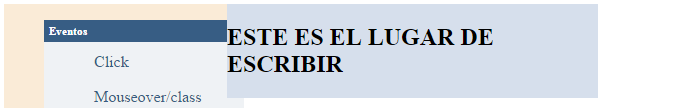 Eventos
Click
Mouseover/class
ESTE ES EL LUGAR DE
ESCRIBIR